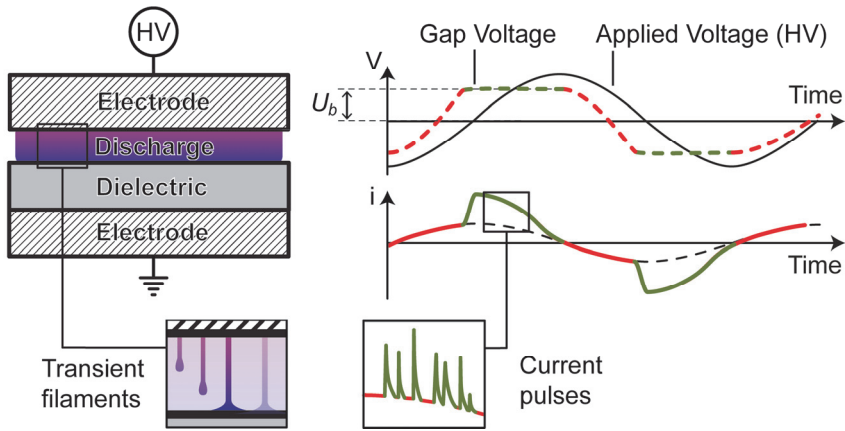 HV
Electrode
Discharge
Dielectric
Electrode
Transient
filaments
Gap Voltage
Applied Voltage (HV)
V
U_b
Time
i
Time
Current
pulses